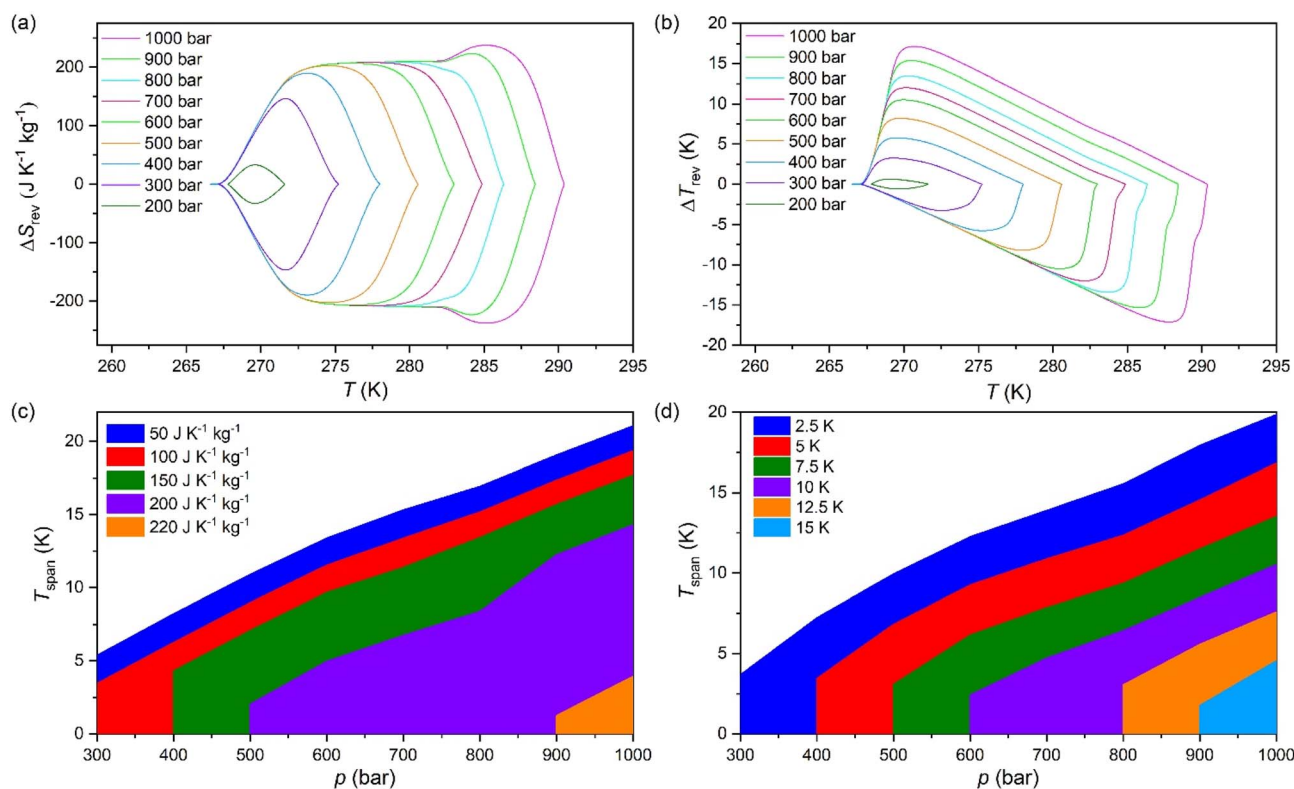 (a)
1000 bar
900 bar
800 bar
700 bar
600 bar
500 bar
400 bar
300 bar
200 bar
200
100
0
-100
-200
ΔS_rev (J K⁻¹ kg⁻¹)
260 265 270 275 280 285 290 295
T (K)
(b)
1000 bar
900 bar
800 bar
700 bar
600 bar
500 bar
400 bar
300 bar
200 bar
20
15
10
5
0
-5
-10
-15
-20
ΔT_rev (K)
260 265 270 275 280 285 290 295
T (K)
(c)
50 J K⁻¹ kg⁻¹
100 J K⁻¹ kg⁻¹
150 J K⁻¹ kg⁻¹
200 J K⁻¹ kg⁻¹
220 J K⁻¹ kg⁻¹
20
15
10
5
0
T_span (K)
300 400 500 600 700 800 900 1000
p (bar)
(d)
2.5 K
5 K
7.5 K
10 K
12.5 K
15 K
20
15
10
5
0
T_span (K)
300 400 500 600 700 800 900 1000
p (bar)